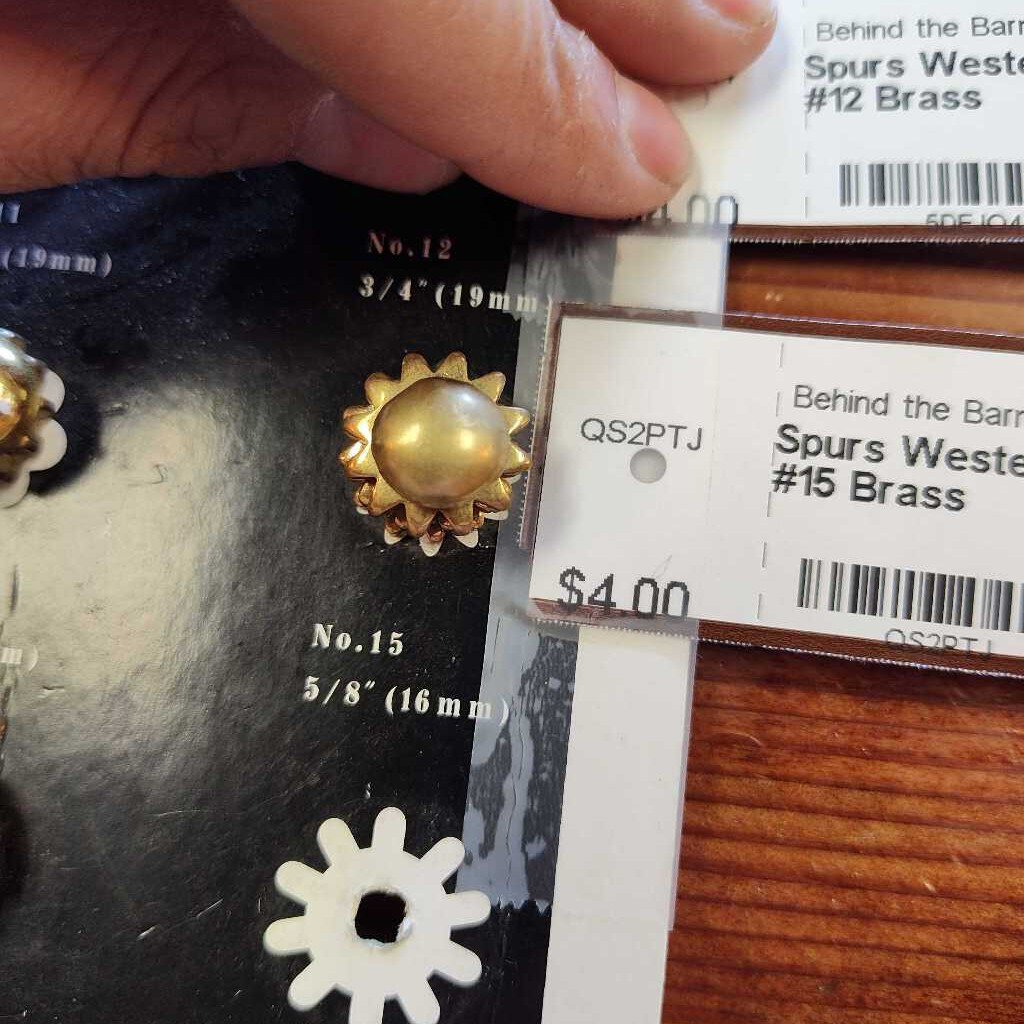 Behind the Barn
Spurs Weste
#12 Brass
(19mm)
No.12
3/4" (19mm)
QS2PTJ
Behind the Barn
Spurs Weste
#15 Brass
$4.00
QS2PTJ
No.15
5/8" (16mm)